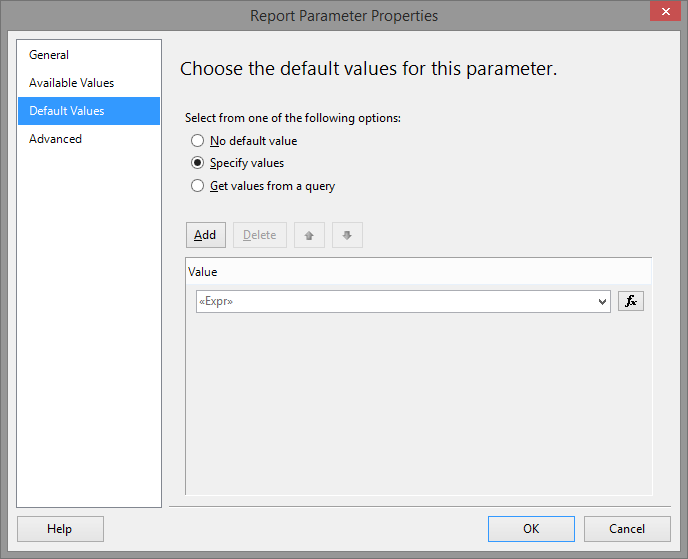 Report Parameter Properties
General
Available Values
Default Values
Advanced
Choose the default values for this parameter.
Select from one of the following options:
No default value
Specify values
Get values from a query
Add
Delete
Value
«Expr»
fx
Help
OK
Cancel